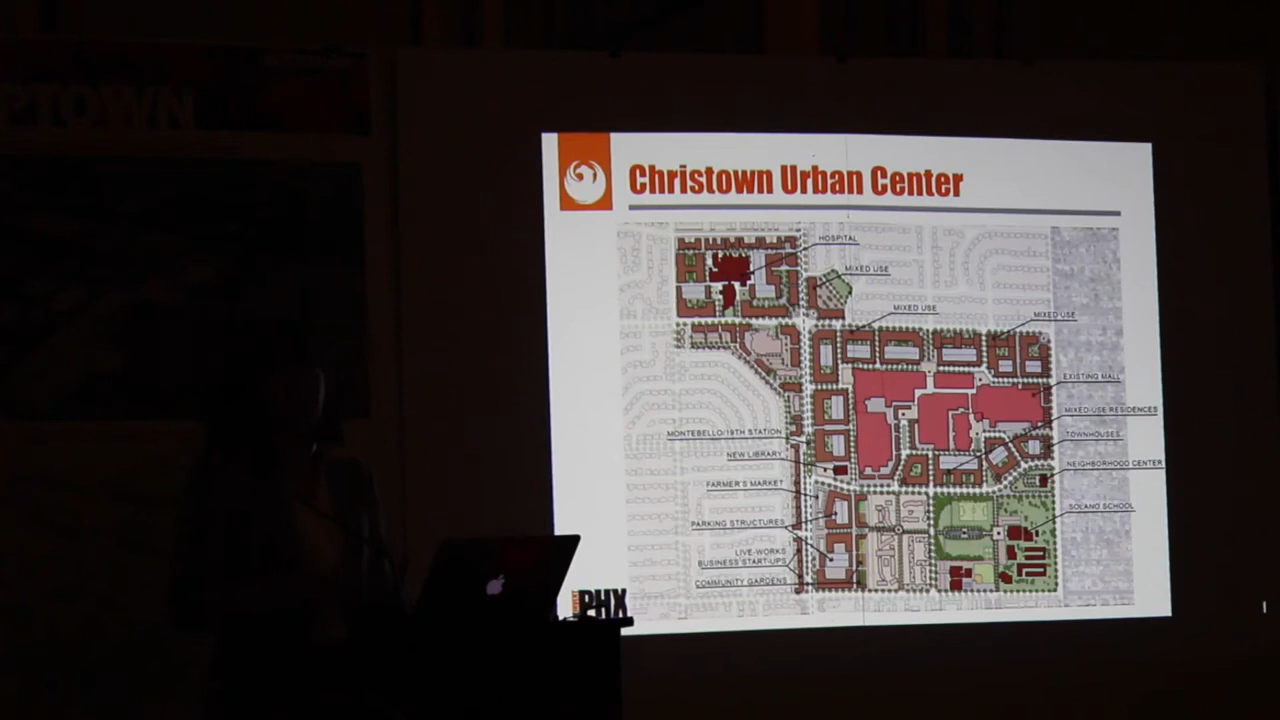 PTOWN
Christown Urban Center
HOSPITAL
MIXED USE
MIXED USE
MIXED USE
EXISTING MALL
MIXED-USE RESIDENCES
MONTEBELLO/19TH STATION
TOWNHOUSES
NEW LIBRARY
NEIGHBORHOOD CENTER
FARMER'S MARKET
SOLANO SCHOOL
PARKING STRUCTURES
LIVE-WORKS
BUSINESS START-UPS
COMMUNITY GARDENS
PHX